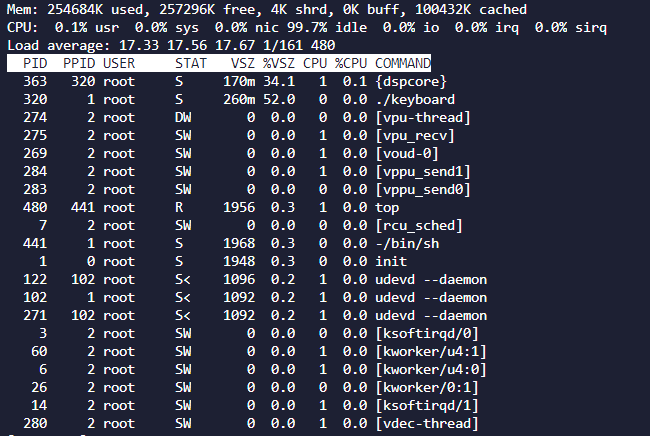 Mem: 254684K used, 257296K free, 4K shrd, 0K buff, 100432K cached
CPU:  0.1% usr  0.0% sys  0.0% nic 99.7% idle  0.0% io  0.0% irq  0.0% sirq
Load average: 17.33 17.56 17.67 1/161 480
  PID  PPID USER     STAT   VSZ %VSZ CPU %CPU COMMAND
  363   320 root     S     170m 34.1   1  0.1 {dspcore}
  320     1 root     S     260m 52.0   0  0.0 ./keyboard
  274     2 root     DW       0  0.0   0  0.0 [vpu-thread]
  275     2 root     SW       0  0.0   1  0.0 [vpu_recv]
  269     2 root     SW       0  0.0   1  0.0 [voud-0]
  284     2 root     SW       0  0.0   1  0.0 [vppu_send1]
  283     2 root     SW       0  0.0   0  0.0 [vppu_send0]
  480   441 root     R     1956  0.3   1  0.0 top
    7     2 root     SW       0  0.0   0  0.0 [rcu_sched]
  441     1 root     S     1968  0.3   0  0.0 -/bin/sh
    1     0 root     S     1948  0.3   0  0.0 init
  122   102 root     S<    1096  0.2   1  0.0 udevd --daemon
  102     1 root     S<    1092  0.2   1  0.0 udevd --daemon
  271   102 root     S<    1092  0.2   1  0.0 udevd --daemon
    3     2 root     SW       0  0.0   0  0.0 [ksoftirqd/0]
   60     2 root     SW       0  0.0   1  0.0 [kworker/u4:1]
    6     2 root     SW       0  0.0   1  0.0 [kworker/u4:0]
   26     2 root     SW       0  0.0   0  0.0 [kworker/0:1]
   14     2 root     SW       0  0.0   1  0.0 [ksoftirqd/1]
  280     2 root     SW       0  0.0   1  0.0 [vdec-thread]